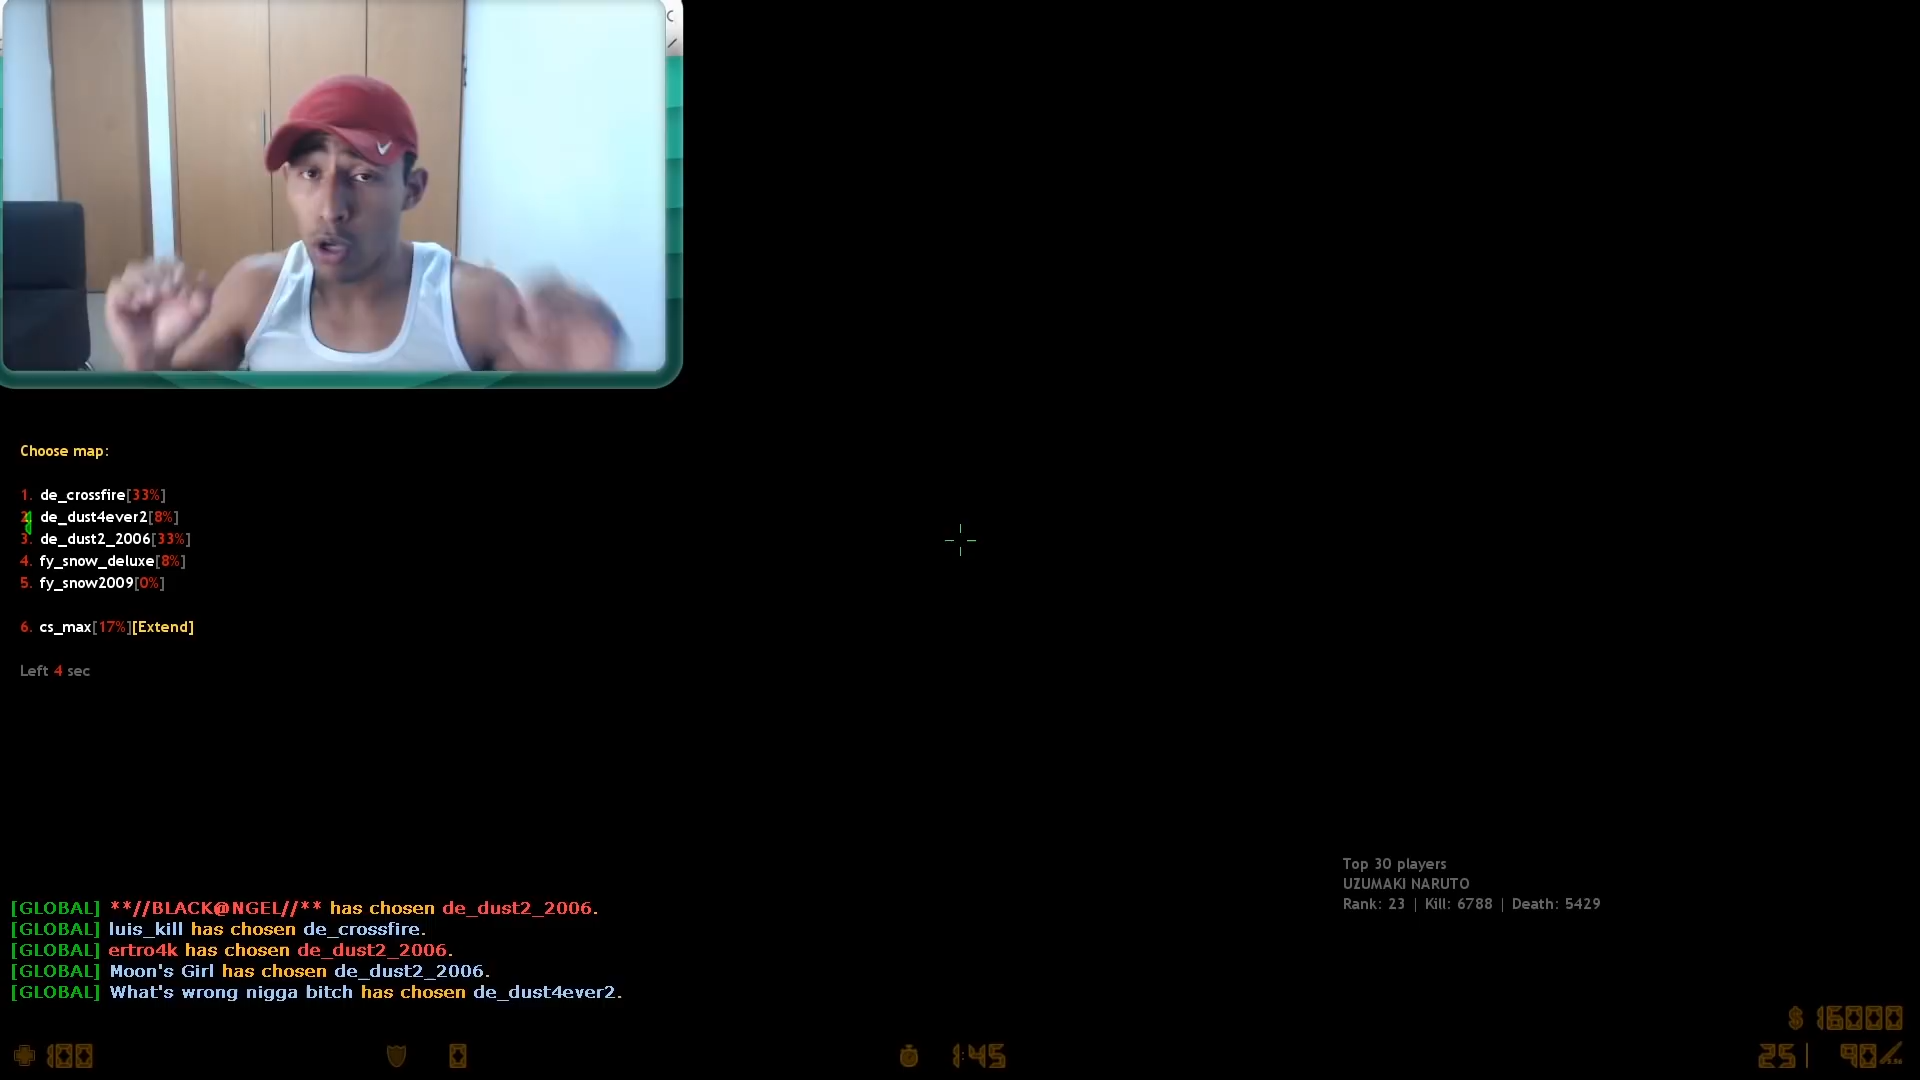 Choose map:
1. de_crossfire[33%]
2. de_dust4ever2[8%]
3. de_dust2_2006[33%]
4. fy_snow_deluxe[8%]
5. fy_snow2009[0%]
6. cs_max[17%][Extend]
Left 4 sec
Top 30 players
UZUMAKI NARUTO
Rank: 23 | Kill: 6788 | Death: 5429
[GLOBAL] **//BLACK@NGEL//** has chosen de_dust2_2006.
[GLOBAL] luis_kill has chosen de_crossfire.
[GLOBAL] ertro4k has chosen de_dust2_2006.
[GLOBAL] Moon's Girl has chosen de_dust2_2006.
[GLOBAL] What's wrong nigga bitch has chosen de_dust4ever2.
$ 16000
100 0 1:45 25 | 90